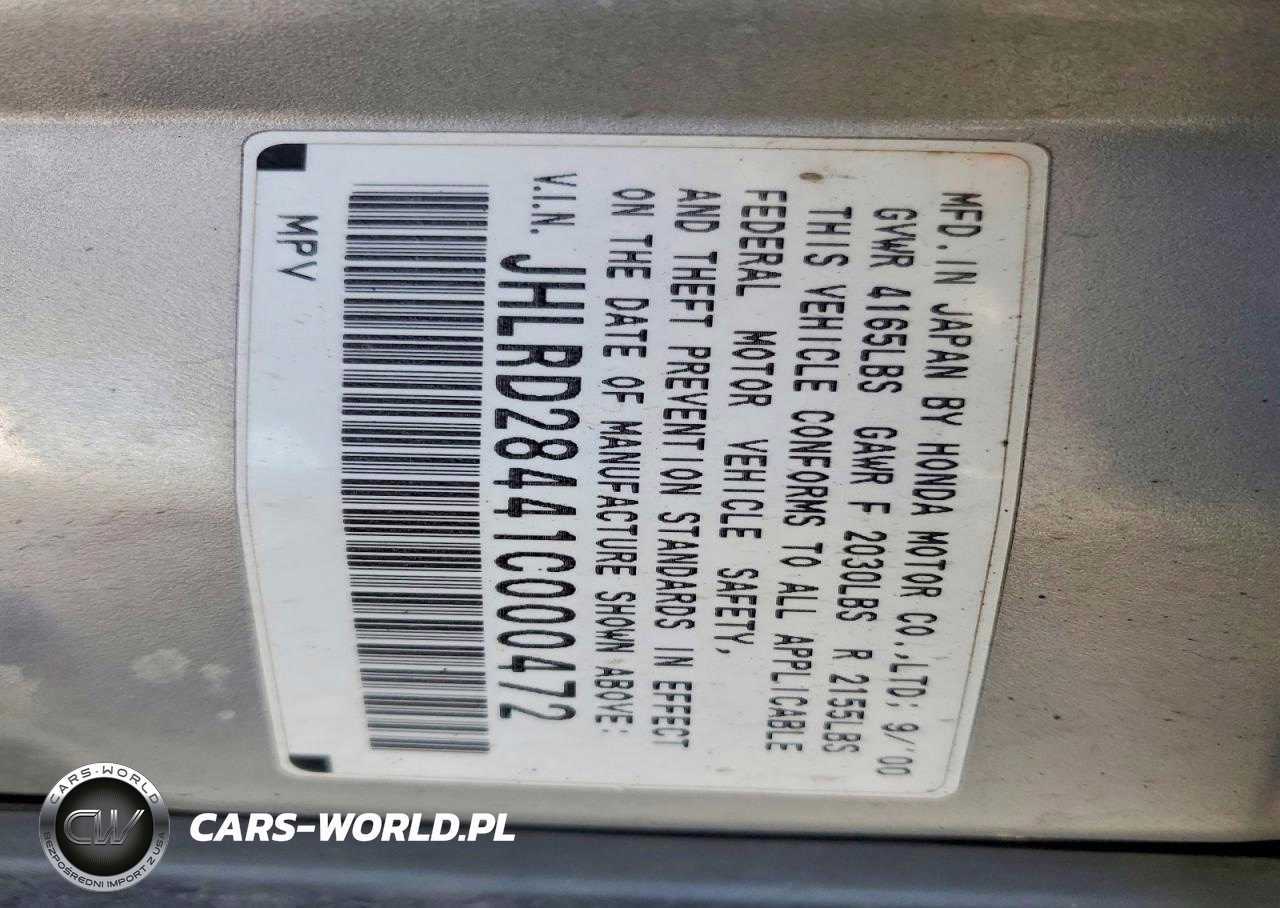 MFD. IN JAPAN BY HONDA MOTOR CO.,LTD; 9/'00
GVWR 4165LBS GAWR F 2030LBS R 2155LBS
THIS VEHICLE CONFORMS TO ALL APPLICABLE
FEDERAL MOTOR VEHICLE SAFETY,
AND THEFT PREVENTION STANDARDS IN EFFECT
ON THE DATE OF MANUFACTURE SHOWN ABOVE:
V.I.N. JHLRD28441C000472
MPV
CARS-WORLD
CW
BEZPOŚREDNI IMPORT Z USA
CARS-WORLD.PL